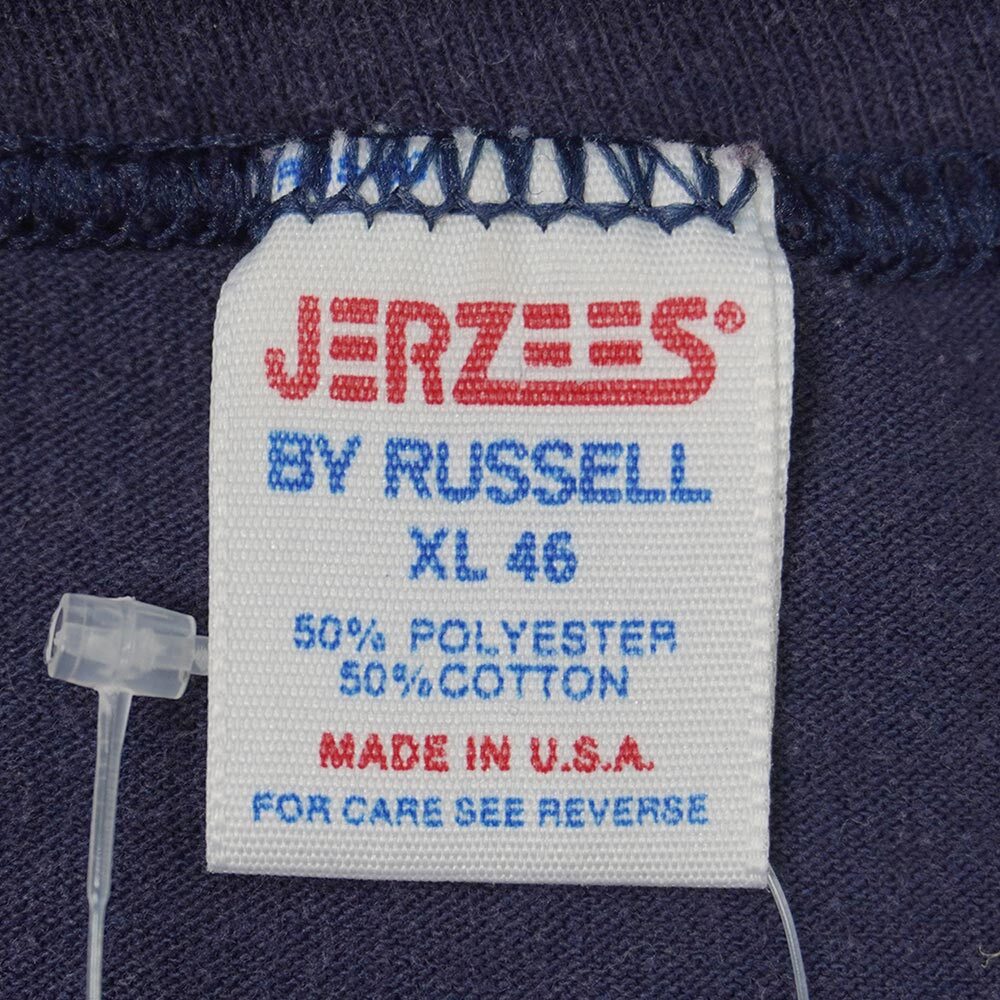 JERZEES®
BY RUSSELL
XL 46
50% POLYESTER
50% COTTON
MADE IN U.S.A.
FOR CARE SEE REVERSE